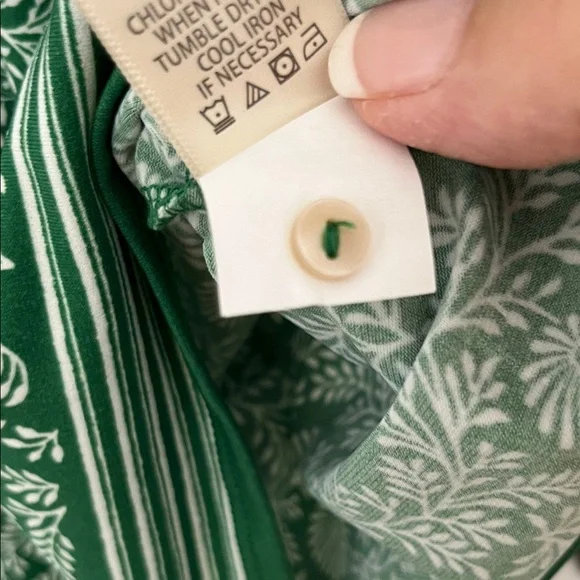 CHLOR
WHEN
TUMBLE DRY
COOL IRON
IF NECESSARY